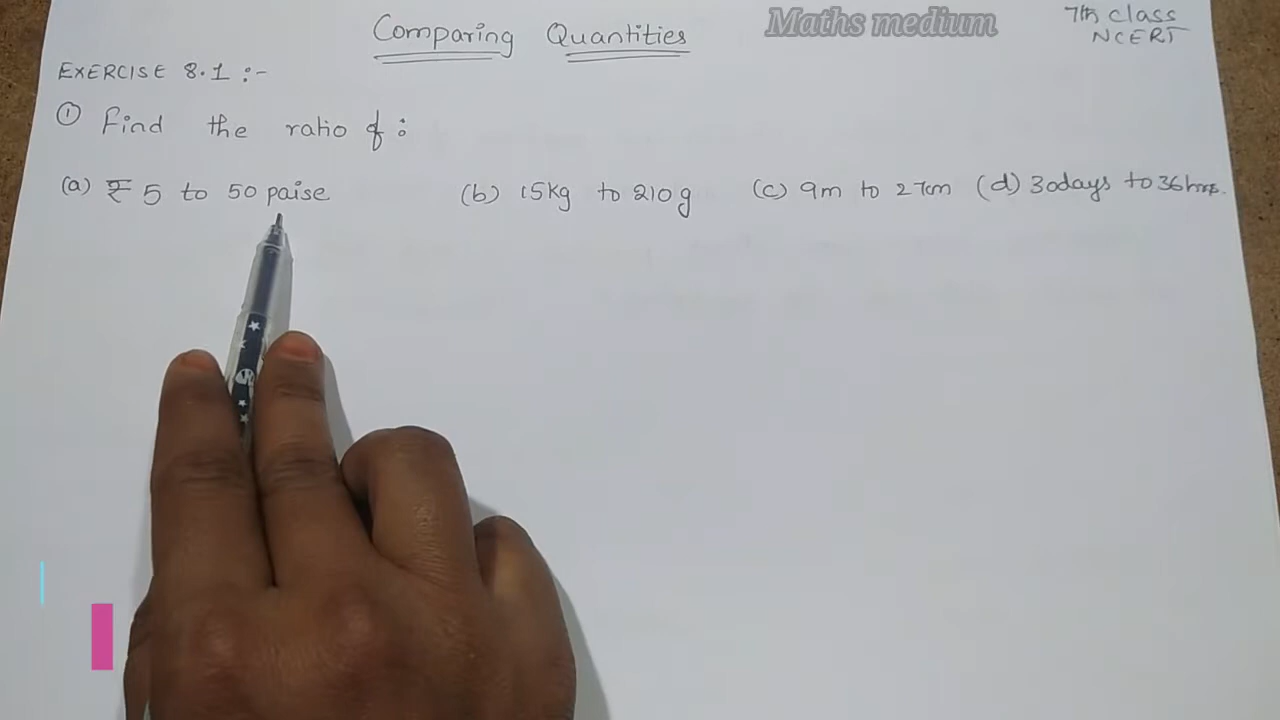 Comparing Quantities
Maths medium
7th class
NCERT
EXERCISE 8.1 :-
① Find the ratio of :
(a) ₹ 5 to 50 paise (b) 15kg to 210g (c) 9m to 27cm (d) 30days to 36hrs.